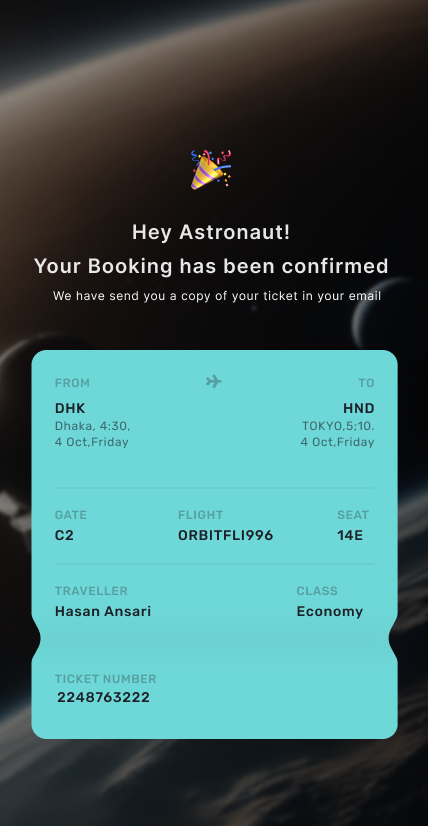 Hey Astronaut!
Your Booking has been confirmed
We have send you a copy of your ticket in your email
FROM TO
DHK HND
Dhaka, 4:30, TOKYO,5;10.
4 Oct,Friday 4 Oct,Friday
GATE FLIGHT SEAT
C2 ORBITFLI996 14E
TRAVELLER CLASS
Hasan Ansari Economy
TICKET NUMBER
2248763222